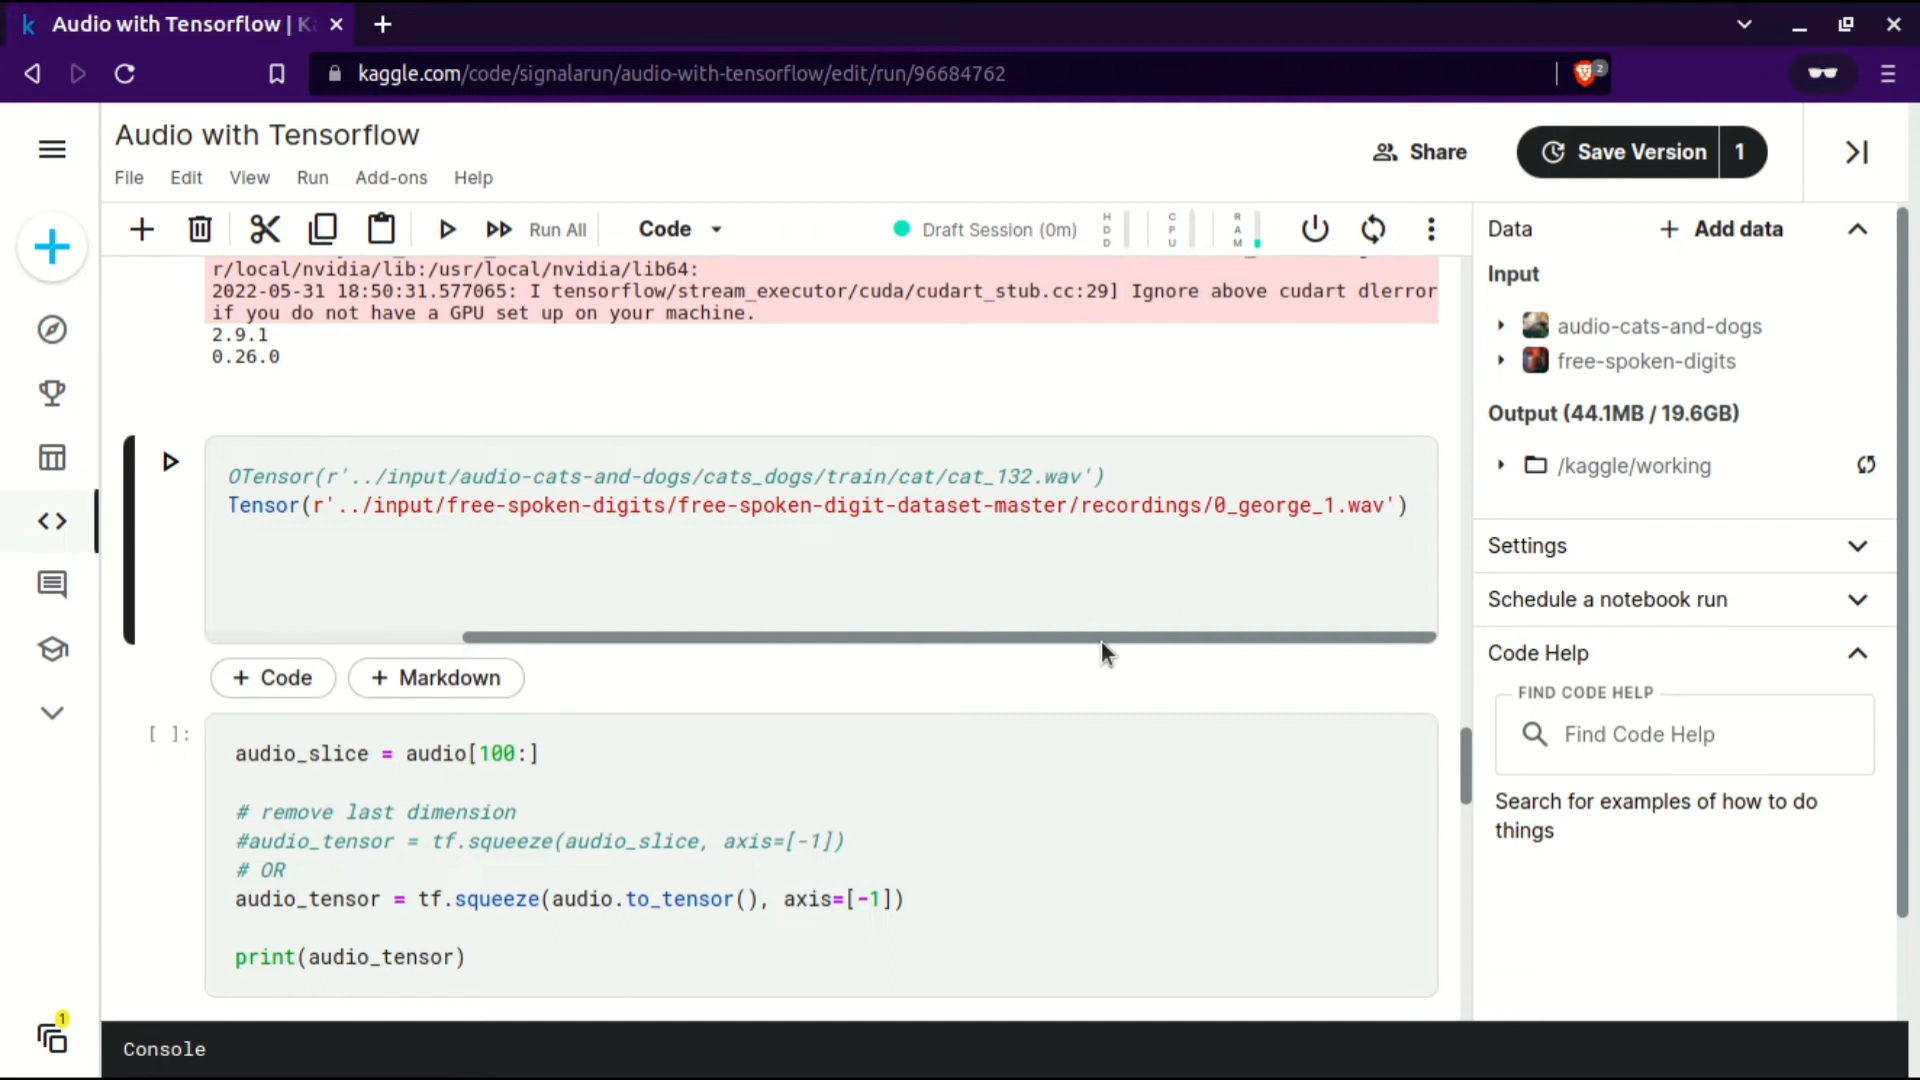 Audio with Tensorflow | Ka
kaggle.com/code/signalarun/audio-with-tensorflow/edit/run/96684762
2
Audio with Tensorflow
File Edit View Run Add-ons Help
Share
Save Version 1
Run All
Code
Draft Session (0m)
HDD
CPU
RAM
r/local/nvidia/lib:/usr/local/nvidia/lib64:
2022-05-31 18:50:31.577065: I tensorflow/stream_executor/cuda/cudart_stub.cc:29] Ignore above cudart dlerror
if you do not have a GPU set up on your machine.
2.9.1
0.26.0
OTensor(r'../input/audio-cats-and-dogs/cats_dogs/train/cat/cat_132.wav')
Tensor(r'../input/free-spoken-digits/free-spoken-digit-dataset-master/recordings/0_george_1.wav')
+ Code
+ Markdown
[ ]:
audio_slice = audio[100:]
# remove last dimension
#audio_tensor = tf.squeeze(audio_slice, axis=[-1])
# OR
audio_tensor = tf.squeeze(audio.to_tensor(), axis=[-1])
print(audio_tensor)
Data
+ Add data
Input
audio-cats-and-dogs
free-spoken-digits
Output (44.1MB / 19.6GB)
/kaggle/working
Settings
Schedule a notebook run
Code Help
FIND CODE HELP
Find Code Help
Search for examples of how to do
things
1
Console